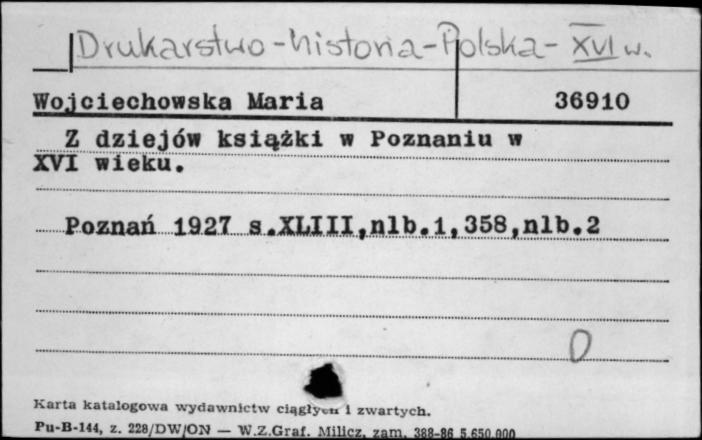 Drukarstwo - historia - Polska - XVI w.
Wojciechowska Maria 36910
Z dziejów książki w Poznaniu w
XVI wieku.
Poznań 1927 s.XLIII,nlb.1,358,nlb.2
0
Karta katalogowa wydawnictw ciągłych i zwartych.
Pu-B-144, z. 228/DW/ON — W.Z.Graf. Milicz, zam. 388-86 5.650.000